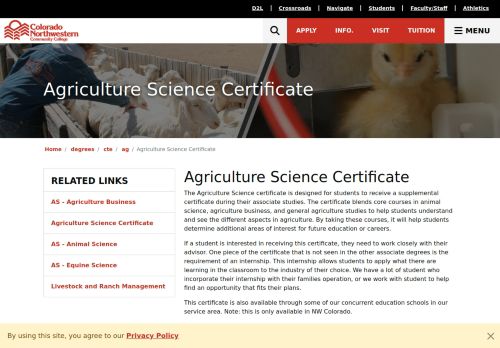 D2L | Crossroads | Navigate | Students | Faculty/Staff | Athletics
Colorado
Northwestern
Community College
APPLY INFO. VISIT TUITION MENU
Agriculture Science Certificate
Home / degrees / cte / ag / Agriculture Science Certificate
RELATED LINKS
AS - Agriculture Business
Agriculture Science Certificate
AS - Animal Science
AS - Equine Science
Livestock and Ranch Management
Agriculture Science Certificate
The Agriculture Science certificate is designed for students to receive a supplemental
certificate during their associate studies. The certificate blends core courses in animal
science, agriculture business, and general agriculture studies to help students understand
and see the different aspects in agriculture. By taking these courses, it will help students
determine additional areas of interest for future education or careers.
If a student is interested in receiving this certificate, they need to work closely with their
advisor. One piece of the certificate that is not seen in the other associate degrees is the
requirement of an internship. This internship allows students to apply what there are
learning in the classroom to the industry of their choice. We have a lot of student who
incorporate their internship with their families operation, or we work with student to help
find an opportunity that fits their plans.
This certificate is also available through some of our concurrent education schools in our
service area. Note: this is only available in NW Colorado.
By using this site, you agree to our Privacy Policy